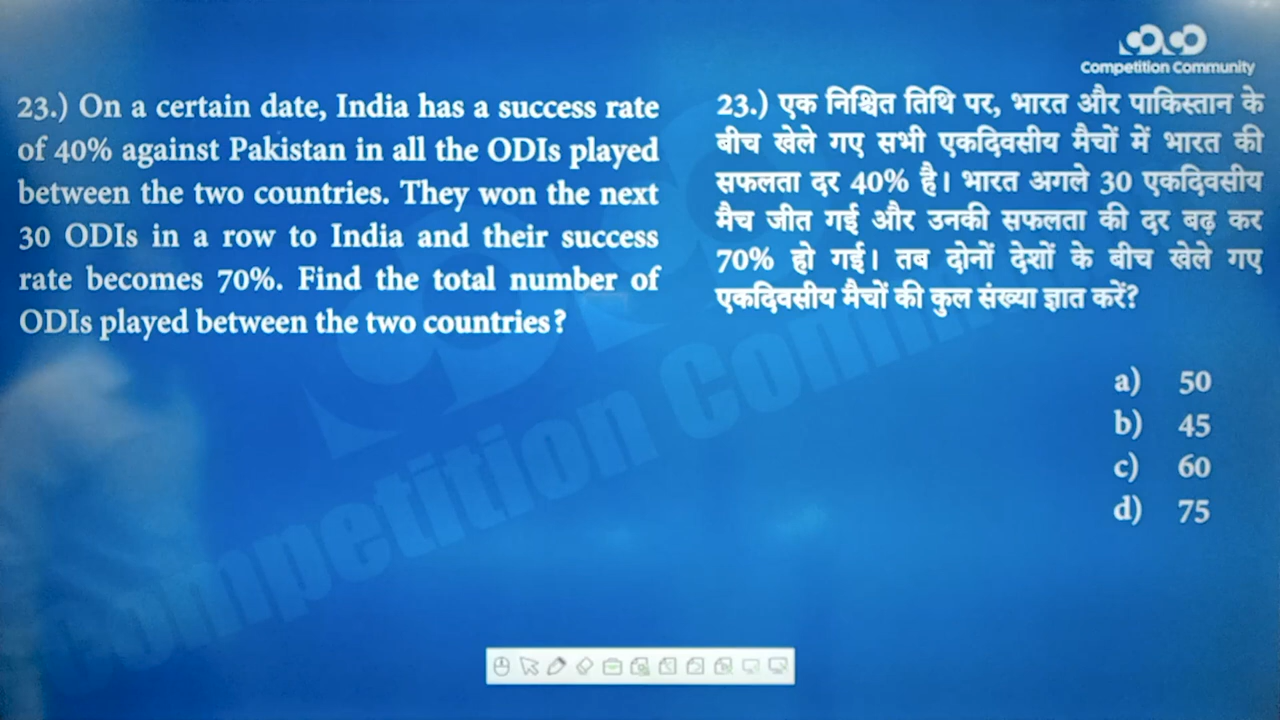 Competition Community
23.) On a certain date, India has a success rate
of 40% against Pakistan in all the ODIs played
between the two countries. They won the next
30 ODIs in a row to India and their success
rate becomes 70%. Find the total number of
ODIs played between the two countries?
23.) एक निश्चित तिथि पर, भारत और पाकिस्तान के
बीच खेले गए सभी एकदिवसीय मैचों में भारत की
सफलता दर 40% है। भारत अगले 30 एकदिवसीय
मैच जीत गई और उनकी सफलता की दर बढ़ कर
70% हो गई। तब दोनों देशों के बीच खेले गए
एकदिवसीय मैचों की कुल संख्या ज्ञात करें?
a) 50
b) 45
c) 60
d) 75
Competition Community